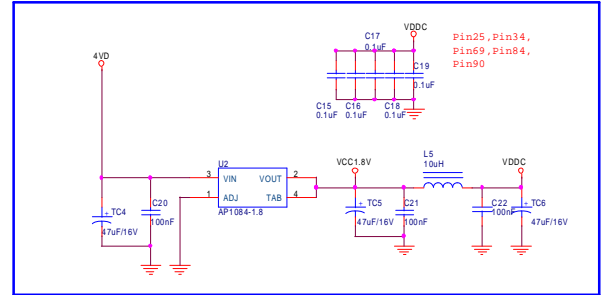 C17
0.1uF
VDDC
Pin25,Pin34,
Pin69,Pin84,
Pin90
4VD
C19
0.1uF
C15
0.1uF
C16
0.1uF
C18
0.1uF
U2
3
VIN
VOUT
2
1
ADJ
TAB
4
AP1084-1.8
VCC1.8V
L5
10uH
VDDC
+
TC4
47uF/16V
C20
100nF
+
TC5
47uF/16V
C21
100nF
C22
100nF
+
TC6
47uF/16V